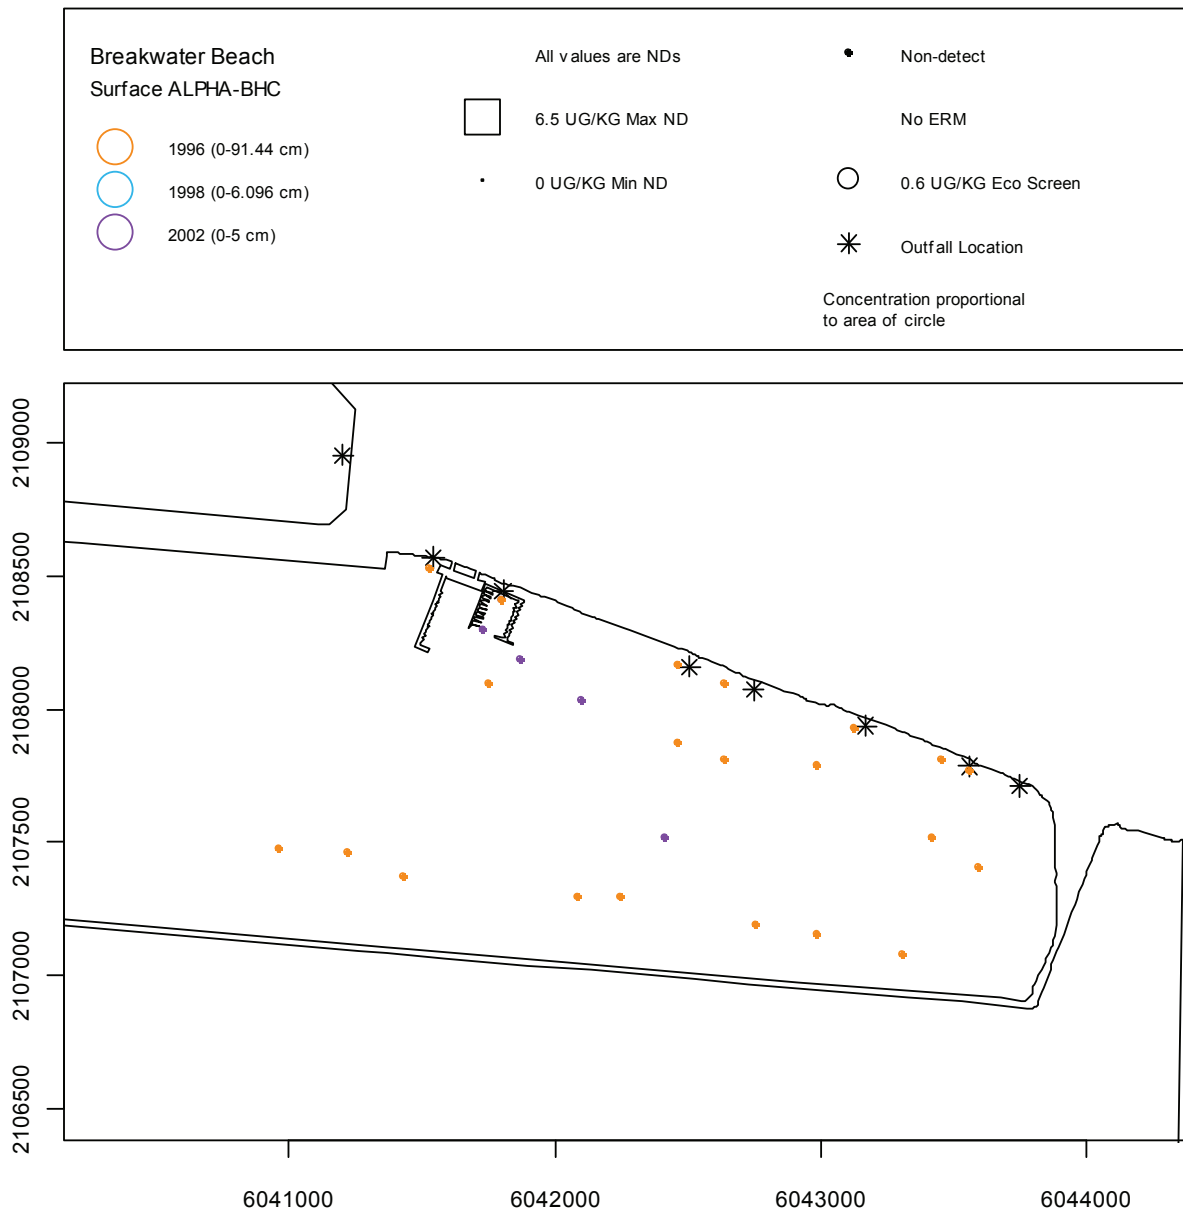 Breakwater Beach
Surface ALPHA-BHC
1996 (0-91.44 cm)
1998 (0-6.096 cm)
2002 (0-5 cm)
All values are NDs
6.5 UG/KG Max ND
0 UG/KG Min ND
Non-detect
No ERM
0.6 UG/KG Eco Screen
Outfall Location
Concentration proportional
to area of circle
2109000
2108500
2108000
2107500
2107000
2106500
6041000
6042000
6043000
6044000